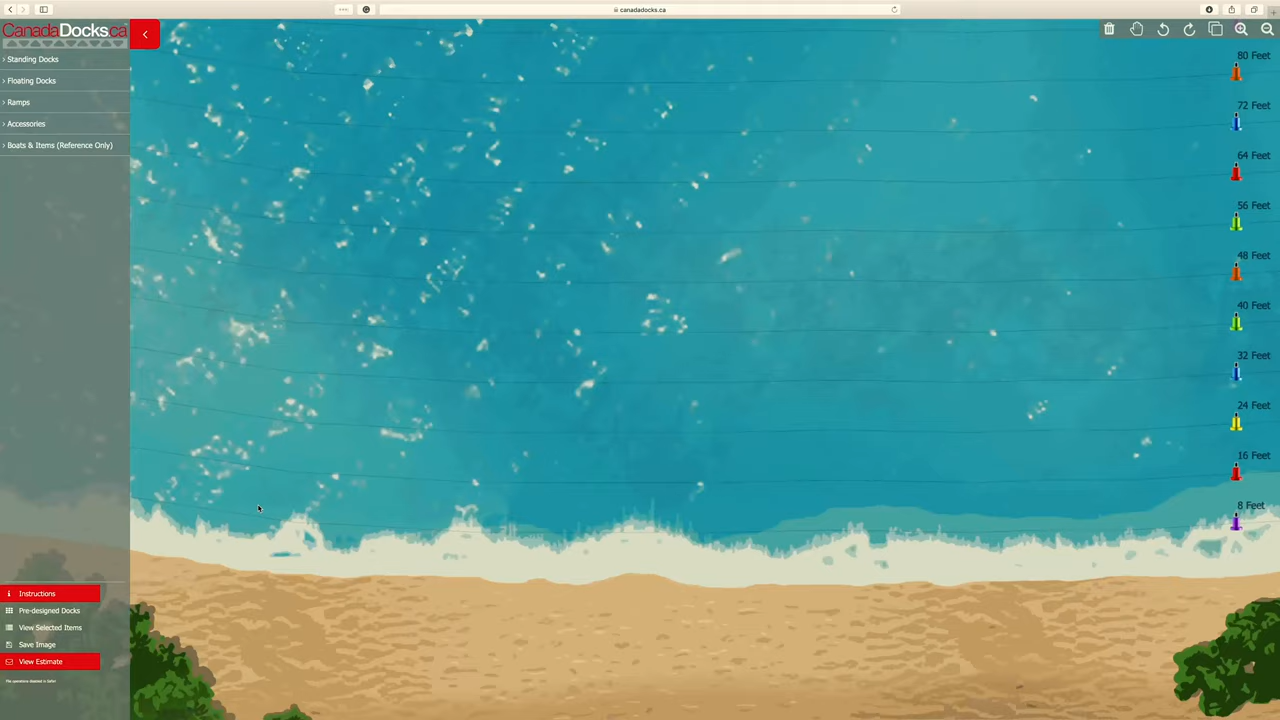 canadadocks.ca
CanadaDocks.ca
Standing Docks
Floating Docks
Ramps
Accessories
Boats & Items (Reference Only)
80 Feet
72 Feet
64 Feet
56 Feet
48 Feet
40 Feet
32 Feet
24 Feet
16 Feet
8 Feet
Instructions
Pre-designed Docks
View Selected Items
Save Image
View Estimate